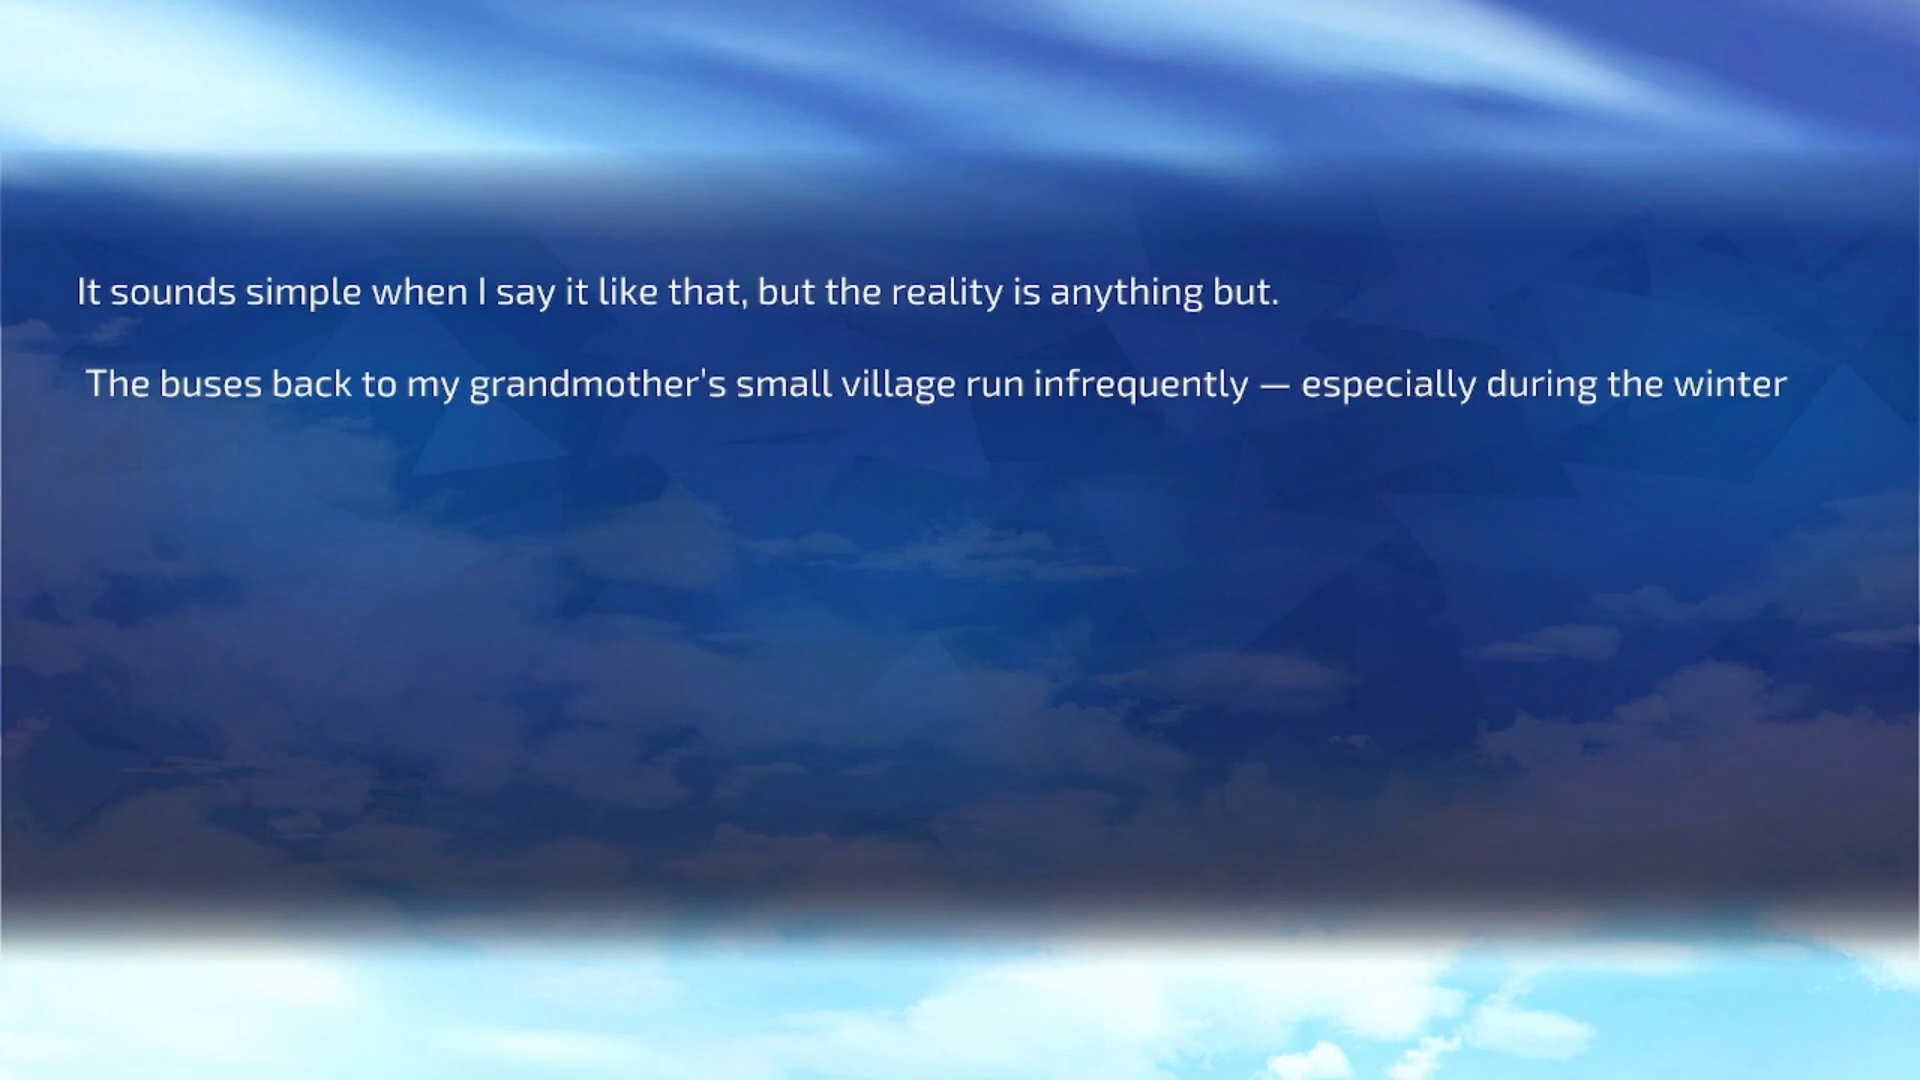 It sounds simple when I say it like that, but the reality is anything but.
The buses back to my grandmother's small village run infrequently — especially during the winter